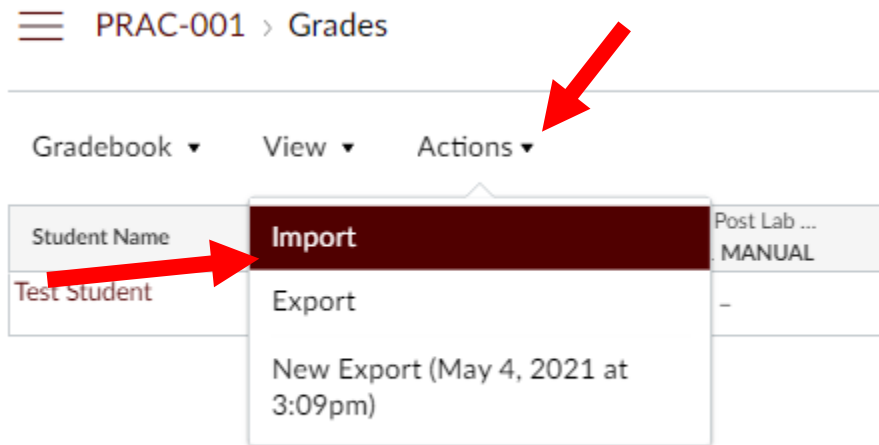 PRAC-001 > Grades
Gradebook ▾ View ▾ Actions ▾
Student Name
Import
Post Lab ...
. MANUAL
Test Student
Export
–
New Export (May 4, 2021 at
3:09pm)